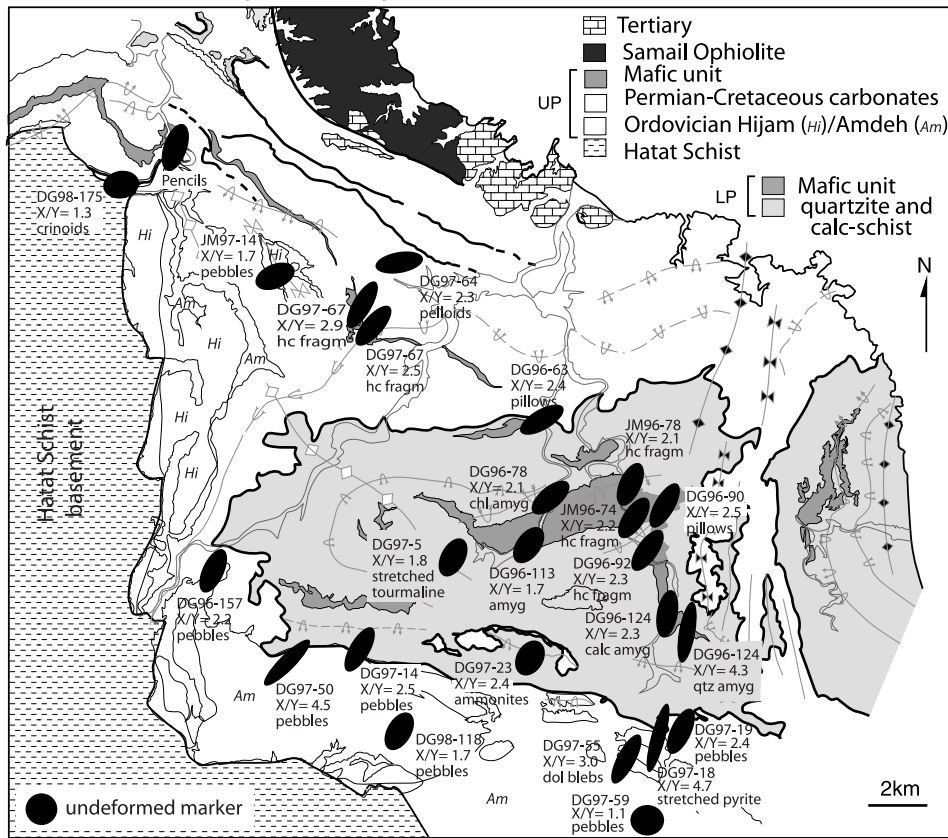 Tertiary
Samail Ophiolite
Mafic unit
UP
Permian-Cretaceous carbonates
Ordovician Hijam (Hi)/Amdeh (Am)
Hatat Schist
LP
Mafic unit
quartzite and
calc-schist
N
Pencils
DG98-175
X/Y= 1.3
crinoids
Hi
JM97-14
X/Y= 1.7
pebbles
Hi
Am
Hi
Am
Hi
Hi
DG97-67
X/Y= 2.9
hc fragm
DG97-64
X/Y= 2.3
pelloids
DG97-67
X/Y= 2.5
hc fragm
DG96-63
X/Y= 2.4
pillows
JM96-78
X/Y= 2.1
hc fragm
DG96-78
X/Y= 2.1
chl amyg
JM96-74
X/Y= 2.2
hc fragm
DG96-90
X/Y= 2.5
pillows
Hatat Schist
basement
DG97-5
X/Y= 1.8
stretched
tourmaline
DG96-113
X/Y= 1.7
amyg
DG96-92
X/Y= 2.3
hc fragm
DG96-157
X/Y= 2.2
pebbles
DG96-124
X/Y= 2.3
calc amyg
DG96-124
X/Y= 4.3
qtz amyg
DG97-50
X/Y= 4.5
pebbles
DG97-14
X/Y= 2.5
pebbles
DG97-23
X/Y= 2.4
ammonites
Am
DG98-118
X/Y= 1.7
pebbles
DG97-55
X/Y= 3.0
dol blebs
DG97-19
X/Y= 2.4
pebbles
DG97-18
X/Y= 4.7
stretched pyrite
Am
DG97-59
X/Y= 1.1
pebbles
2km
undeformed marker